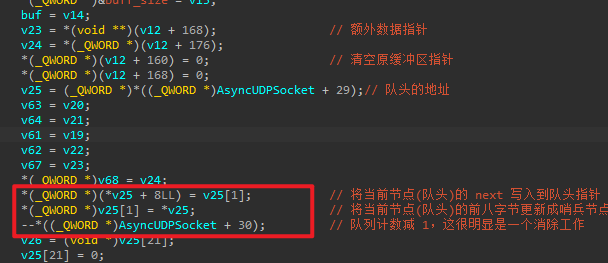 *(_QWORD *)&buff_size = v15;
buf = v14;
v23 = *(void **)(v12 + 168); // 额外数据指针
v24 = *(_QWORD *)(v12 + 176);
*(_QWORD *)(v12 + 160) = 0; // 清空原缓冲区指针
*(_QWORD *)(v12 + 168) = 0;
v25 = (_QWORD *)*((_QWORD *)AsyncUDPSocket + 29);// 队头的地址
v63 = v20;
v64 = v21;
v61 = v19;
v62 = v22;
v67 = v23;
*(_QWORD *)v68 = v24;
*(_QWORD *)(*v25 + 8LL) = v25[1]; // 将当前节点(队头)的 next 写入到队头指针
*(_QWORD *)v25[1] = *v25; // 将当前节点(队头)的前八字节更新成哨兵节点
--*((_QWORD *)AsyncUDPSocket + 30); // 队列计数减 1，这很明显是一个消除工作
v26 = (void *)v25[21];
v25[21] = 0;